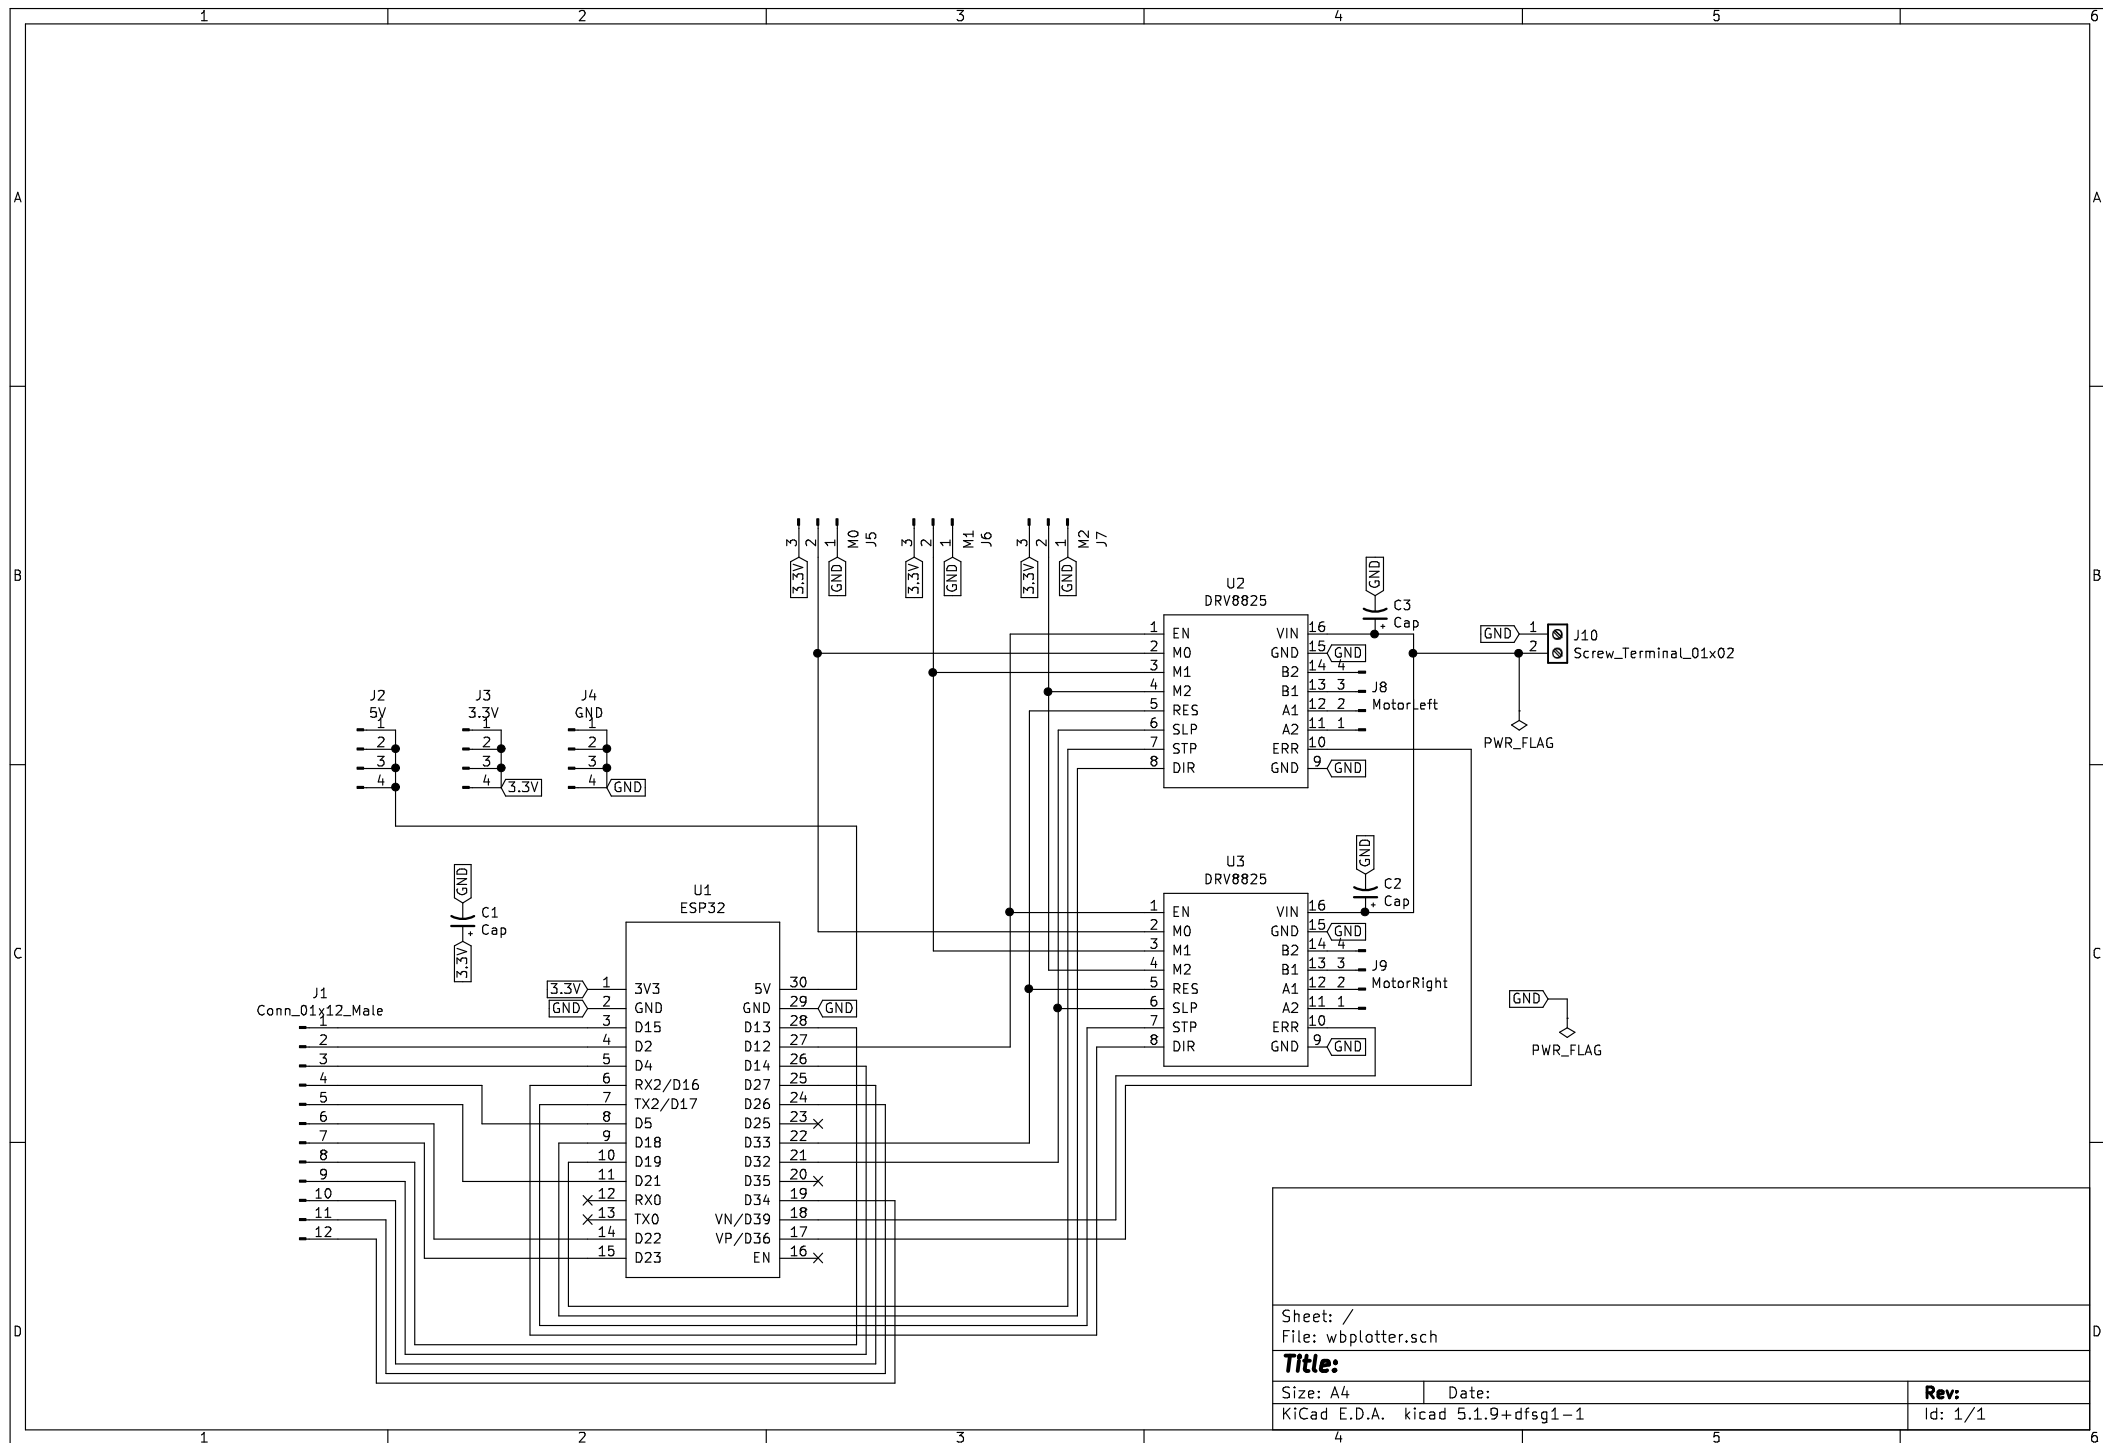 1 2 3 4 5 6
A A
B B
C C
D D
3 2 1 M0 J5
3.3V GND
3 2 1 M1 J6
3.3V GND
3 2 1 M2 J7
3.3V GND
U2
DRV8825
1 EN VIN 16
2 M0 GND 15 GND
3 M1 B2 14 4
4 M2 B1 13 3
5 RES A1 12 2
6 SLP A2 11 1
7 STP ERR 10
8 DIR GND 9 GND
J8
MotorLeft
GND
C3
Cap
+
GND 1 J10
2 Screw_Terminal_01x02
PWR_FLAG
J2
5V
1
2
3
4
J3
3.3V
1
2
3
4 3.3V
J4
GND
1
2
3
4 GND
GND
C1
Cap
+
3.3V
U1
ESP32
3.3V 1 3V3 5V 30
GND 2 GND GND 29 GND
3 D15 D13 28
4 D2 D12 27
5 D4 D14 26
6 RX2/D16 D27 25
7 TX2/D17 D26 24
8 D5 D25 23
9 D18 D33 22
10 D19 D32 21
11 D21 D35 20
12 RX0 D34 19
13 TX0 VN/D39 18
14 D22 VP/D36 17
15 D23 EN 16
J1
Conn_01x12_Male
1
2
3
4
5
6
7
8
9
10
11
12
U3
DRV8825
1 EN VIN 16
2 M0 GND 15 GND
3 M1 B2 14 4
4 M2 B1 13 3
5 RES A1 12 2
6 SLP A2 11 1
7 STP ERR 10
8 DIR GND 9 GND
J9
MotorRight
GND
C2
Cap
+
GND
PWR_FLAG
Sheet: /
File: wbplotter.sch
Title:
Size: A4 Date: Rev:
KiCad E.D.A. kicad 5.1.9+dfsg1-1 Id: 1/1
1 2 3 4 5 6